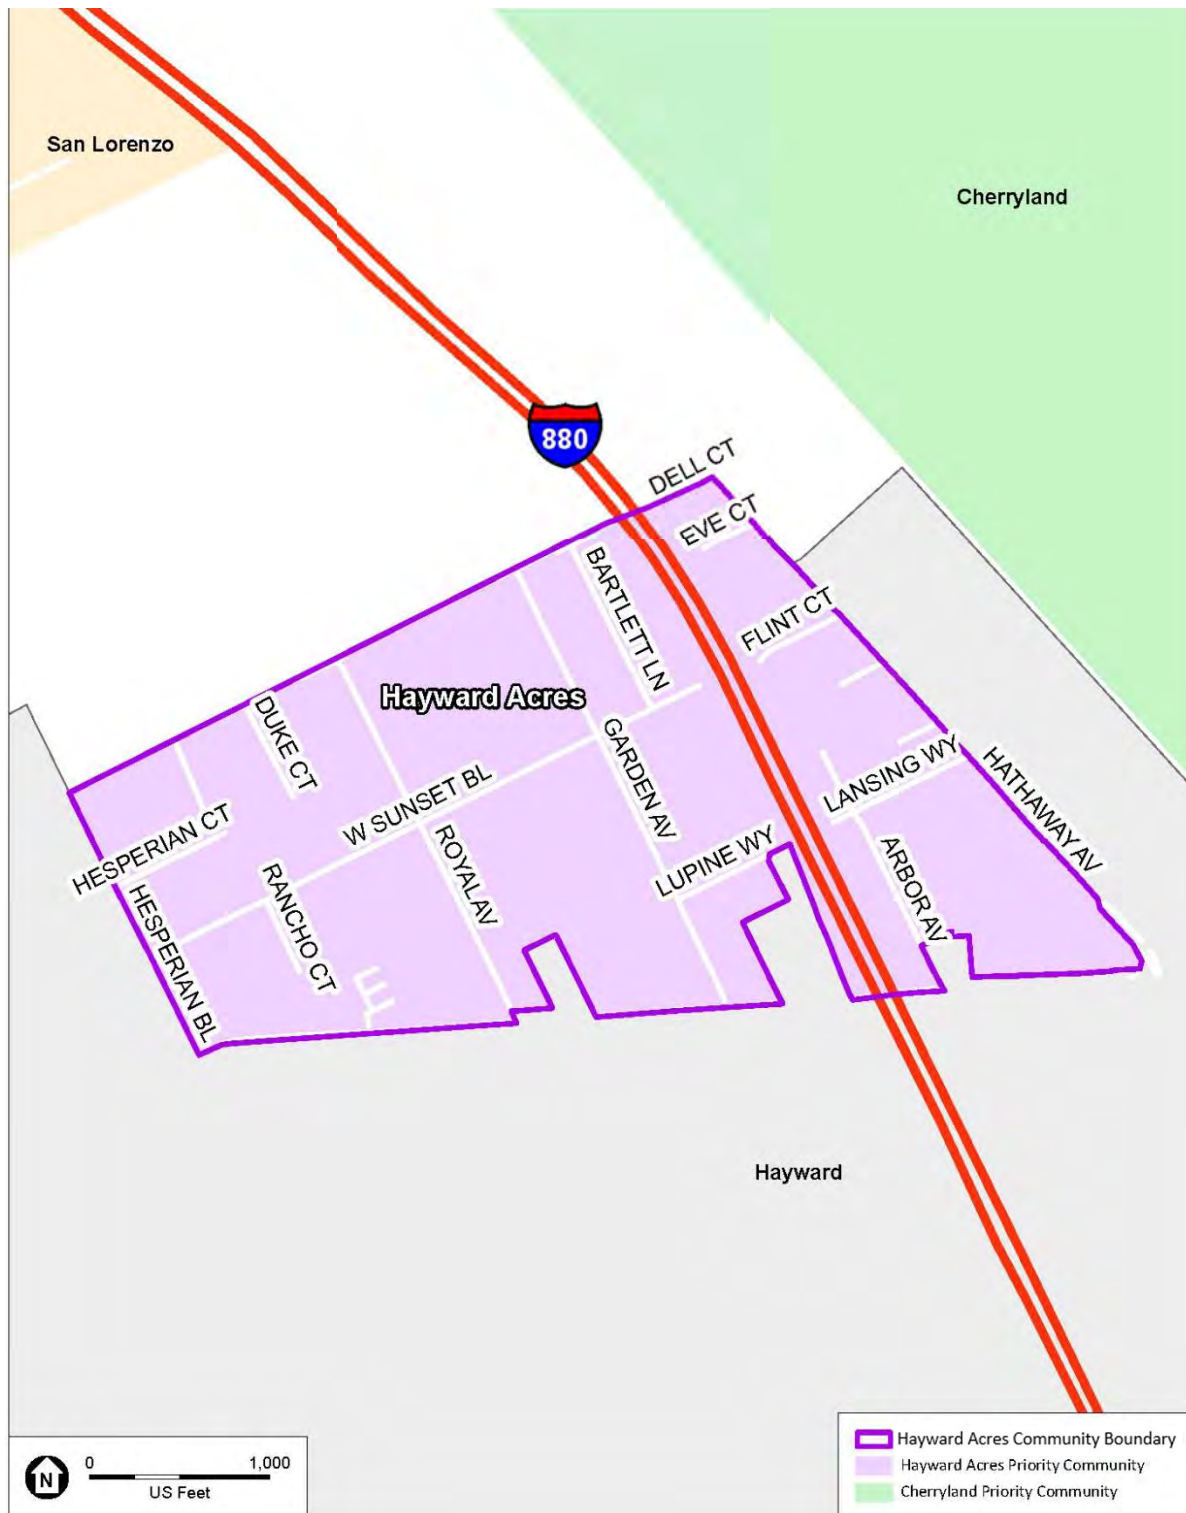 San Lorenzo
Cherryland
880
DELL CT
EVE CT
BARTLETT LN
FLINT CT
Hayward Acres
DUKE CT
GARDEN AV
W SUNSET BL
LANSING WY
HATHAWAY AV
HESPERIAN CT
ROYAL AV
LUPINE WY
ARBOR AV
RANCHO CT
HESPERIAN BL
Hayward
N
0 1,000
US Feet
Hayward Acres Community Boundary
Hayward Acres Priority Community
Cherryland Priority Community